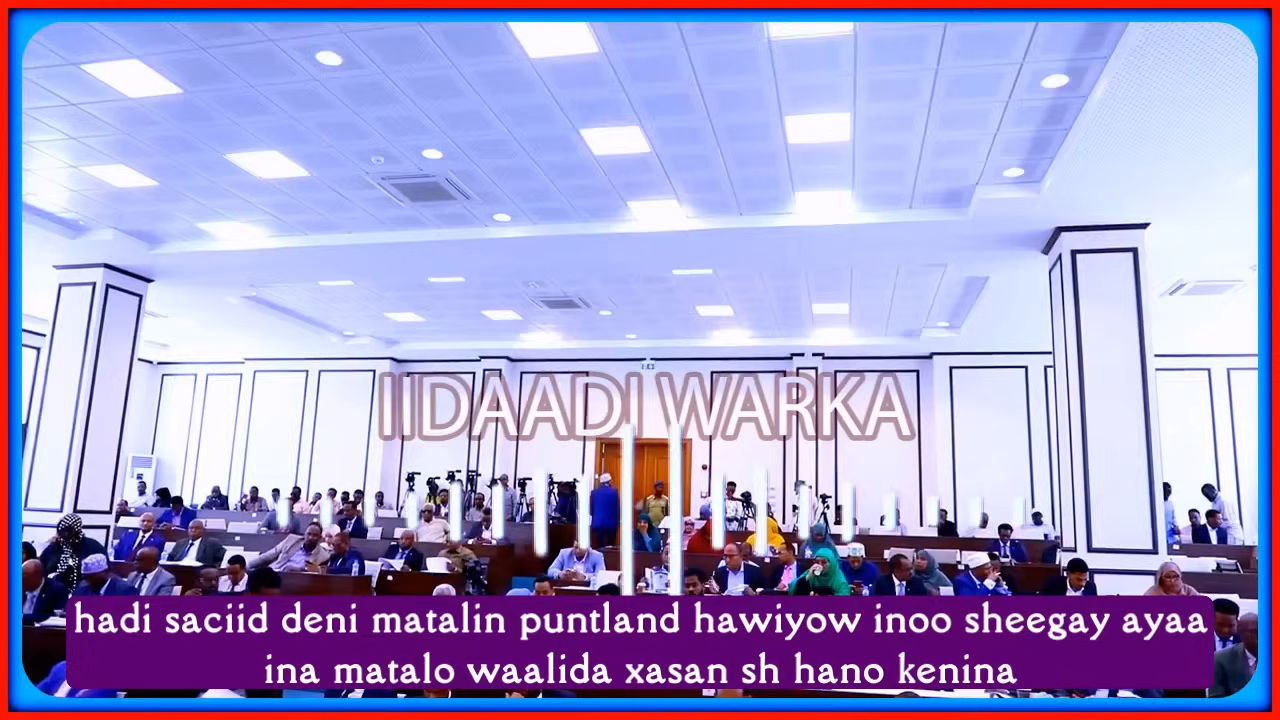 IIDAADI WARKA
hadi saciid deni matalin puntland hawiyow inoo sheegay ayaa
ina matalo waalida xasan sh hano kenina